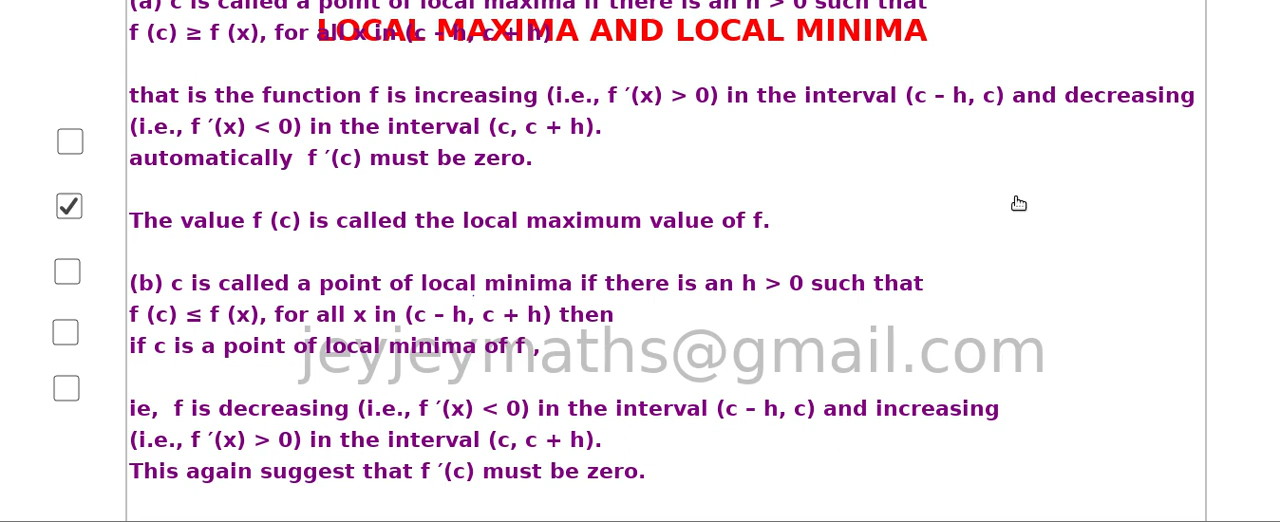 (a) c is called a point of local maxima if there is an h > 0 such that
LOCAL MAXIMA AND LOCAL MINIMA
f (c) ≥ f (x), for all x in (c – h, c + h)
that is the function f is increasing (i.e., f ′(x) > 0) in the interval (c – h, c) and decreasing
(i.e., f ′(x) < 0) in the interval (c, c + h).
automatically  f ′(c) must be zero.
The value f (c) is called the local maximum value of f.
(b) c is called a point of local minima if there is an h > 0 such that
f (c) ≤ f (x), for all x in (c – h, c + h) then
if c is a point of local minima of f ,
jeyjeymaths@gmail.com
ie,  f is decreasing (i.e., f ′(x) < 0) in the interval (c – h, c) and increasing
(i.e., f ′(x) > 0) in the interval (c, c + h).
This again suggest that f ′(c) must be zero.